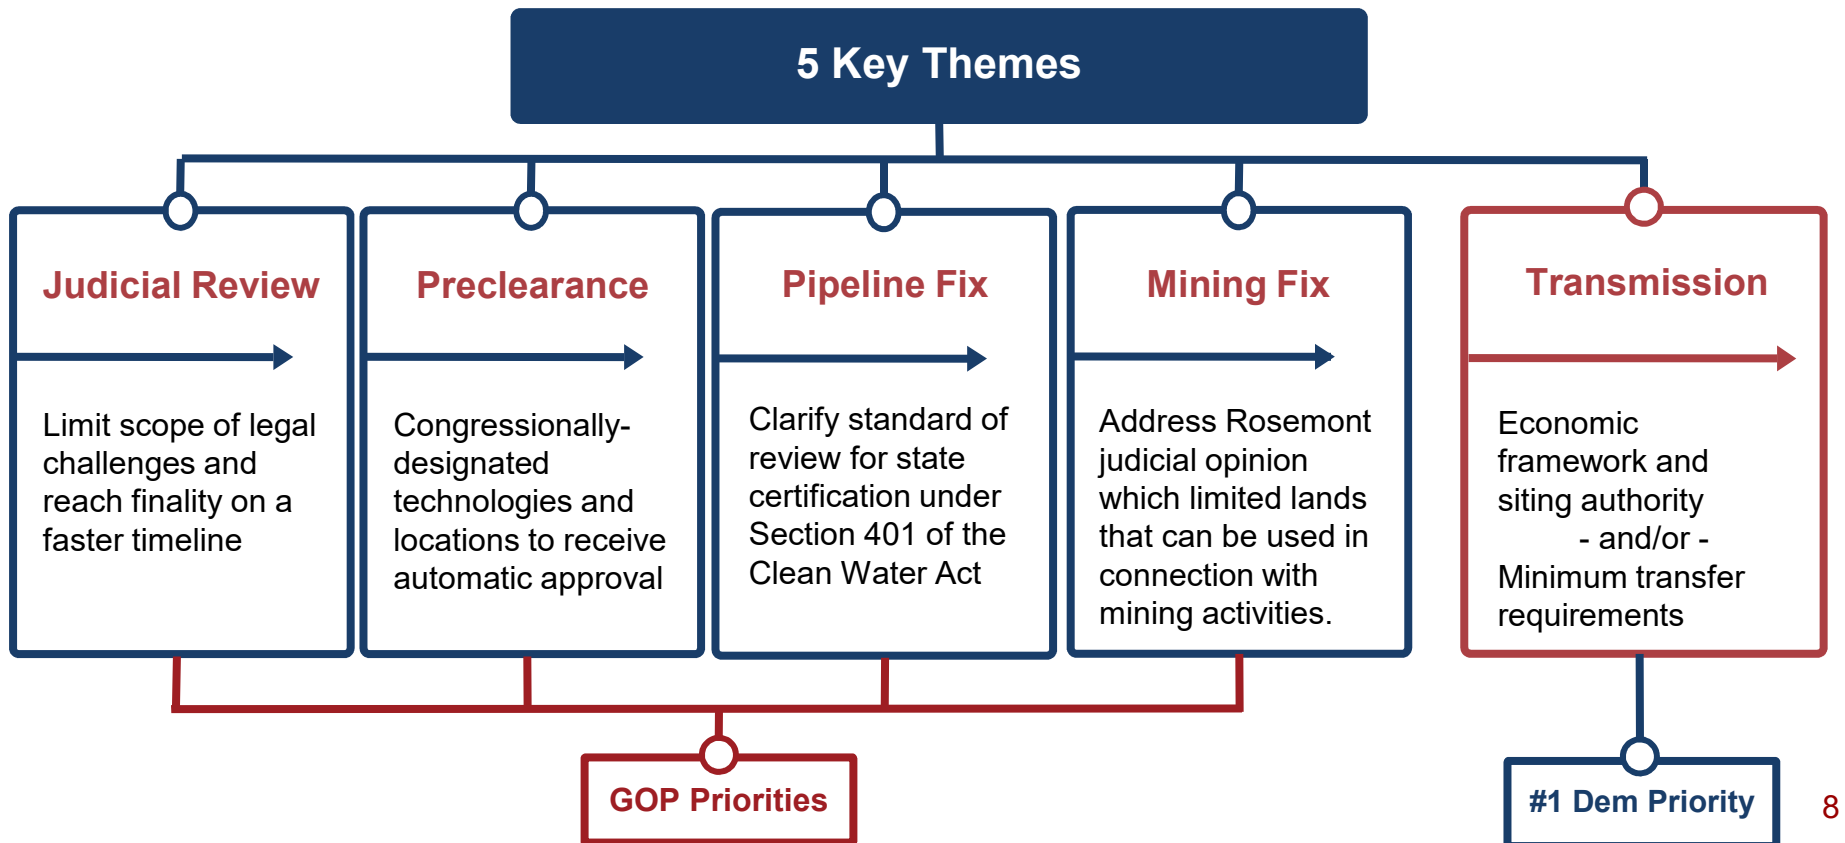 5 Key Themes
Judicial Review
Limit scope of legal
challenges and
reach finality on a
faster timeline
Preclearance
Congressionally-
designated
technologies and
locations to receive
automatic approval
Pipeline Fix
Clarify standard of
review for state
certification under
Section 401 of the
Clean Water Act
Mining Fix
Address Rosemont
judicial opinion
which limited lands
that can be used in
connection with
mining activities.
Transmission
Economic
framework and
siting authority
- and/or -
Minimum transfer
requirements
GOP Priorities
#1 Dem Priority
8